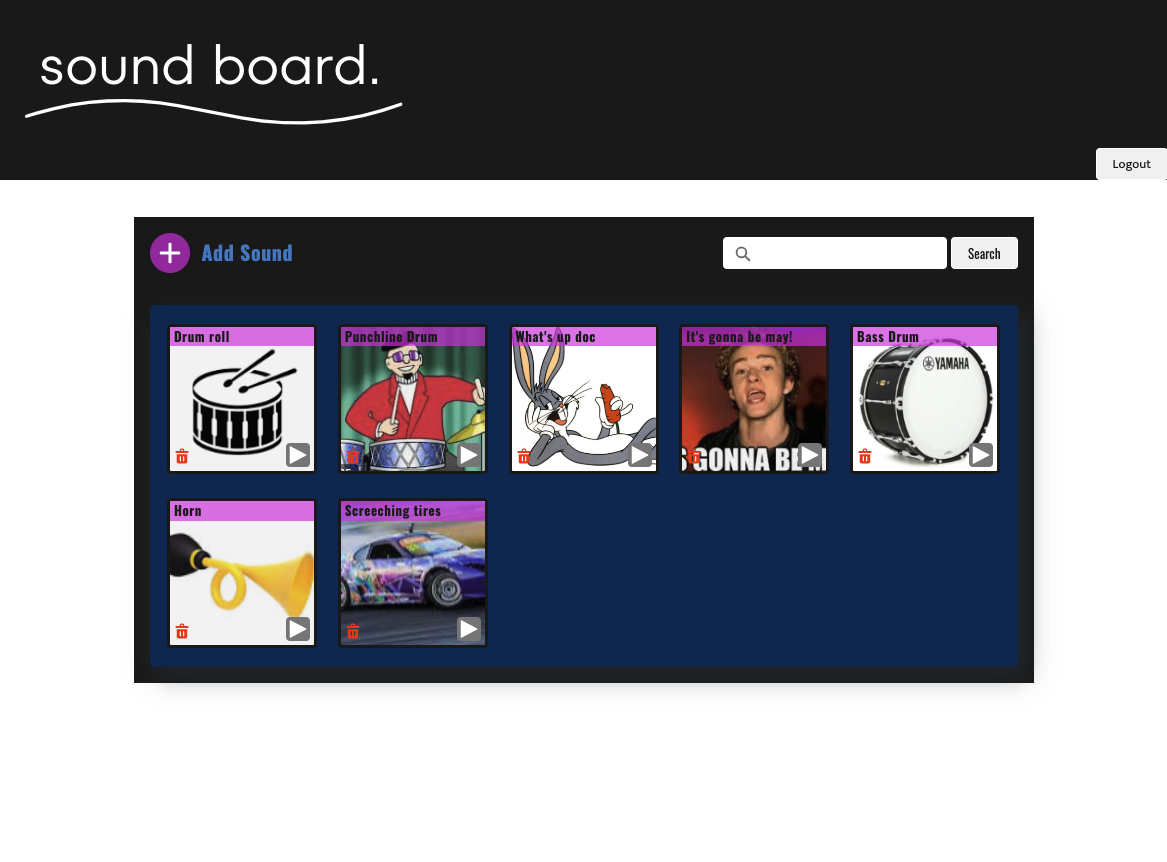 sound board.
Logout
Add Sound
Search
Drum roll
Punchline Drum
What's up doc
It's gonna be may!
Bass Drum
YAMAHA
GONNA BE M
Horn
Screeching tires